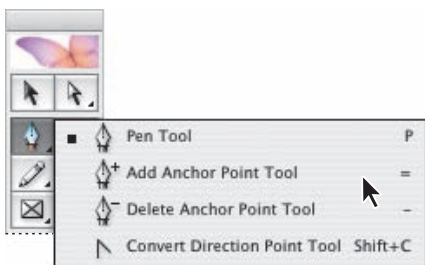 Pen Tool P
Add Anchor Point Tool =
Delete Anchor Point Tool -
Convert Direction Point Tool Shift+C